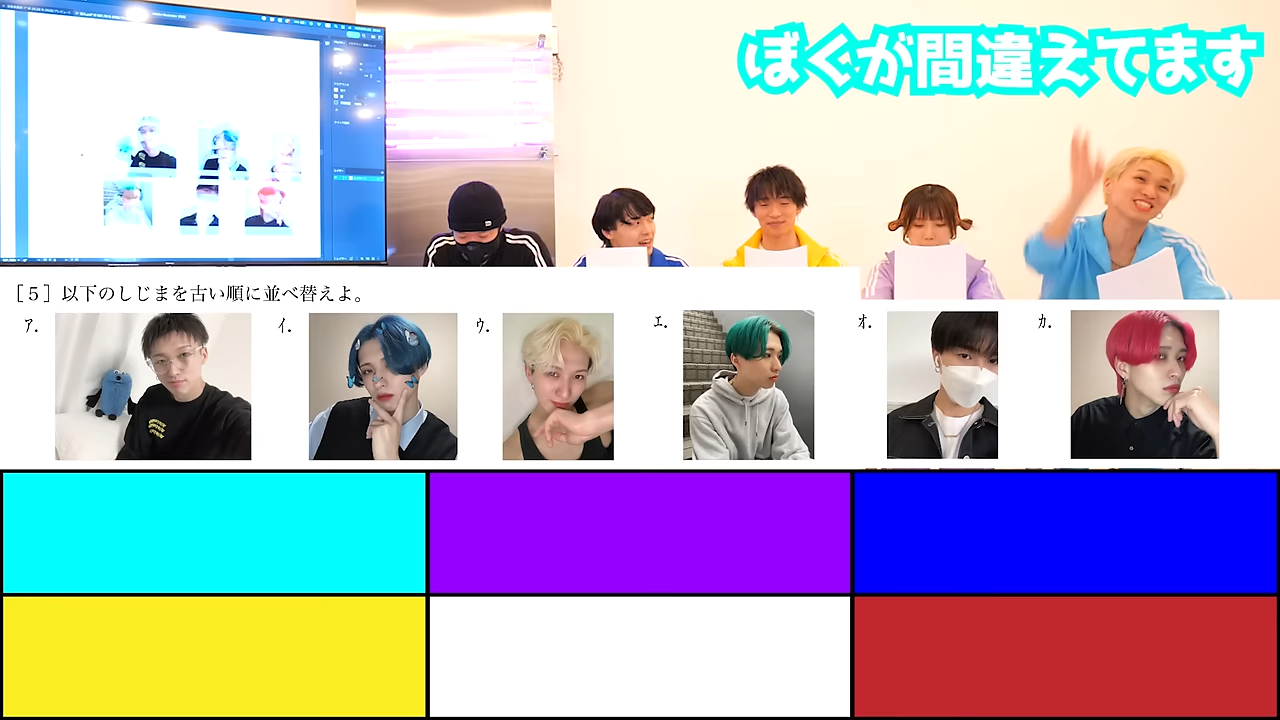 ぼくが間違えてます
［５］以下のしじまを古い順に並べ替えよ。
ア. イ. ウ. エ. オ. カ.